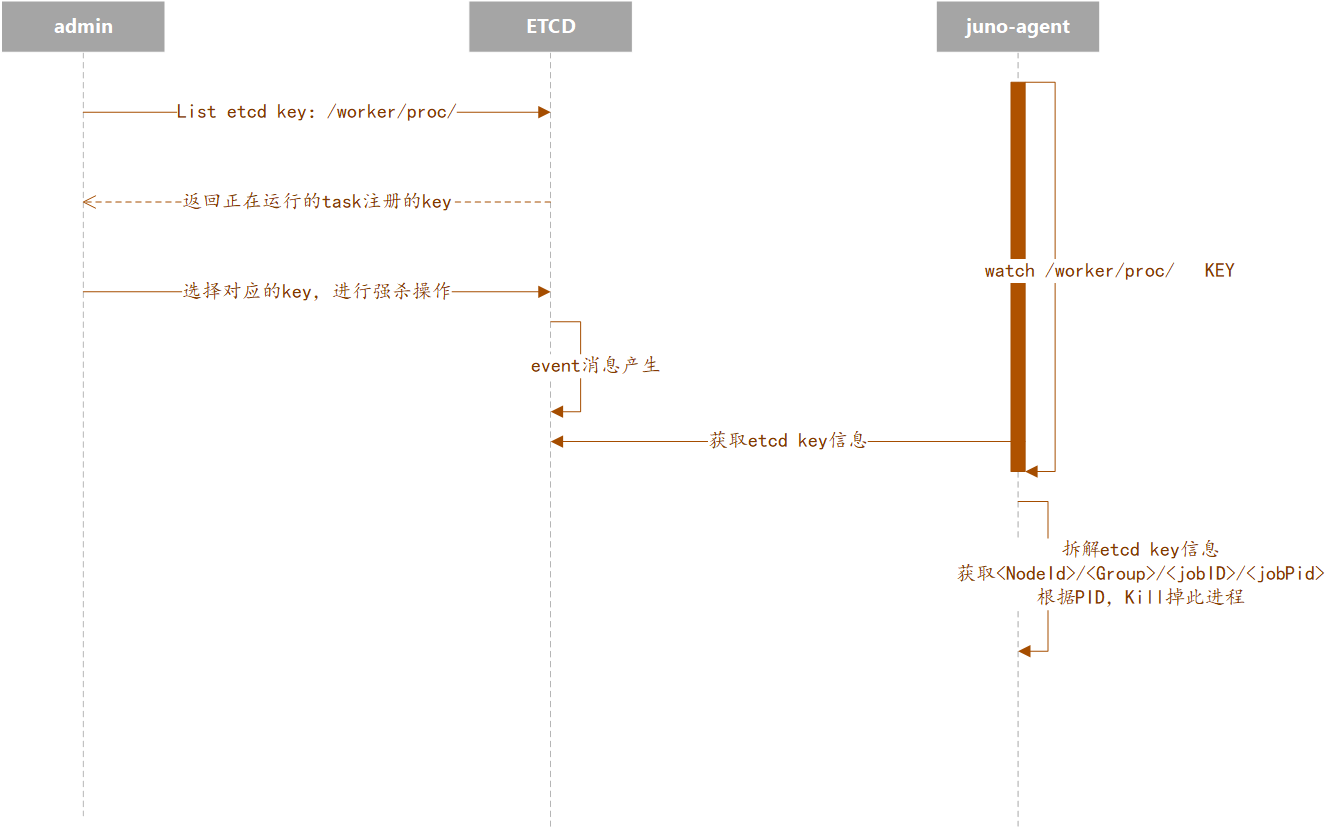 admin
ETCD
juno-agent
List etcd key: /worker/proc/
返回正在运行的task注册的key
watch /worker/proc/ KEY
选择对应的key, 进行强杀操作
event消息产生
获取etcd key信息
拆解etcd key信息
获取<NodeId>/<Group>/<jobID>/<jobPid>
根据PID, Kill掉此进程